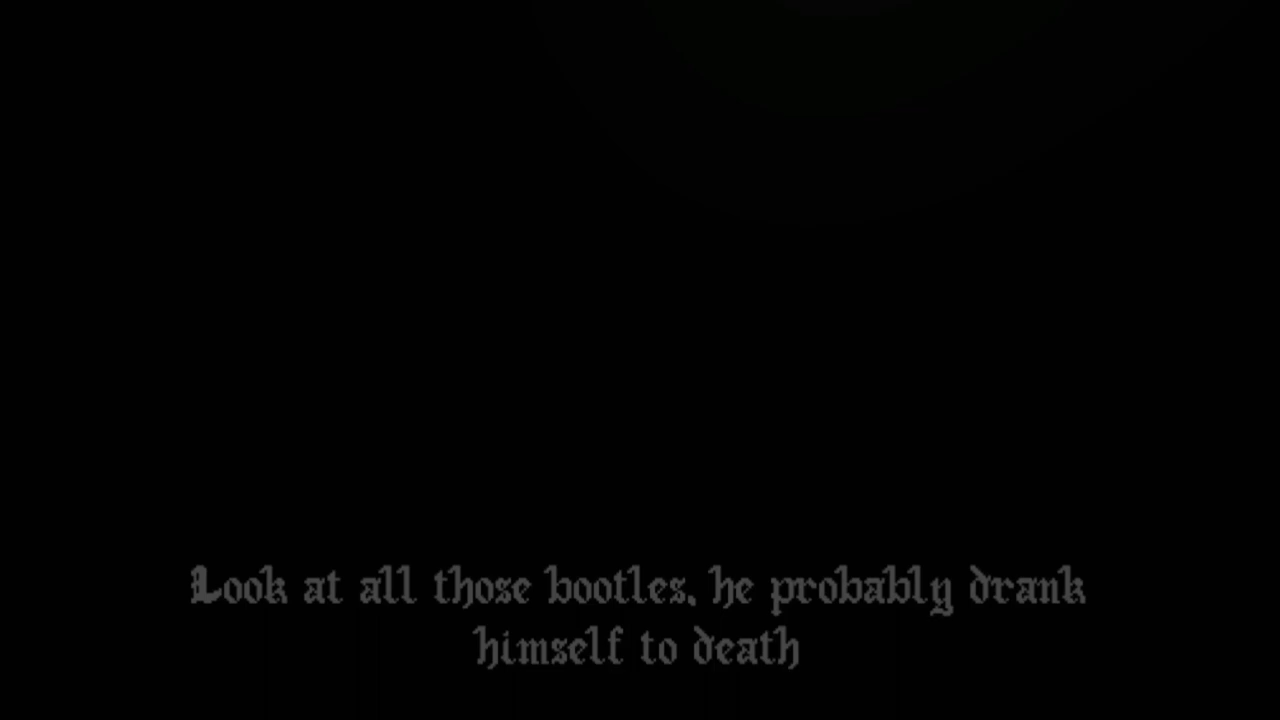 Look at all those bootles, he probably drank
himself to death